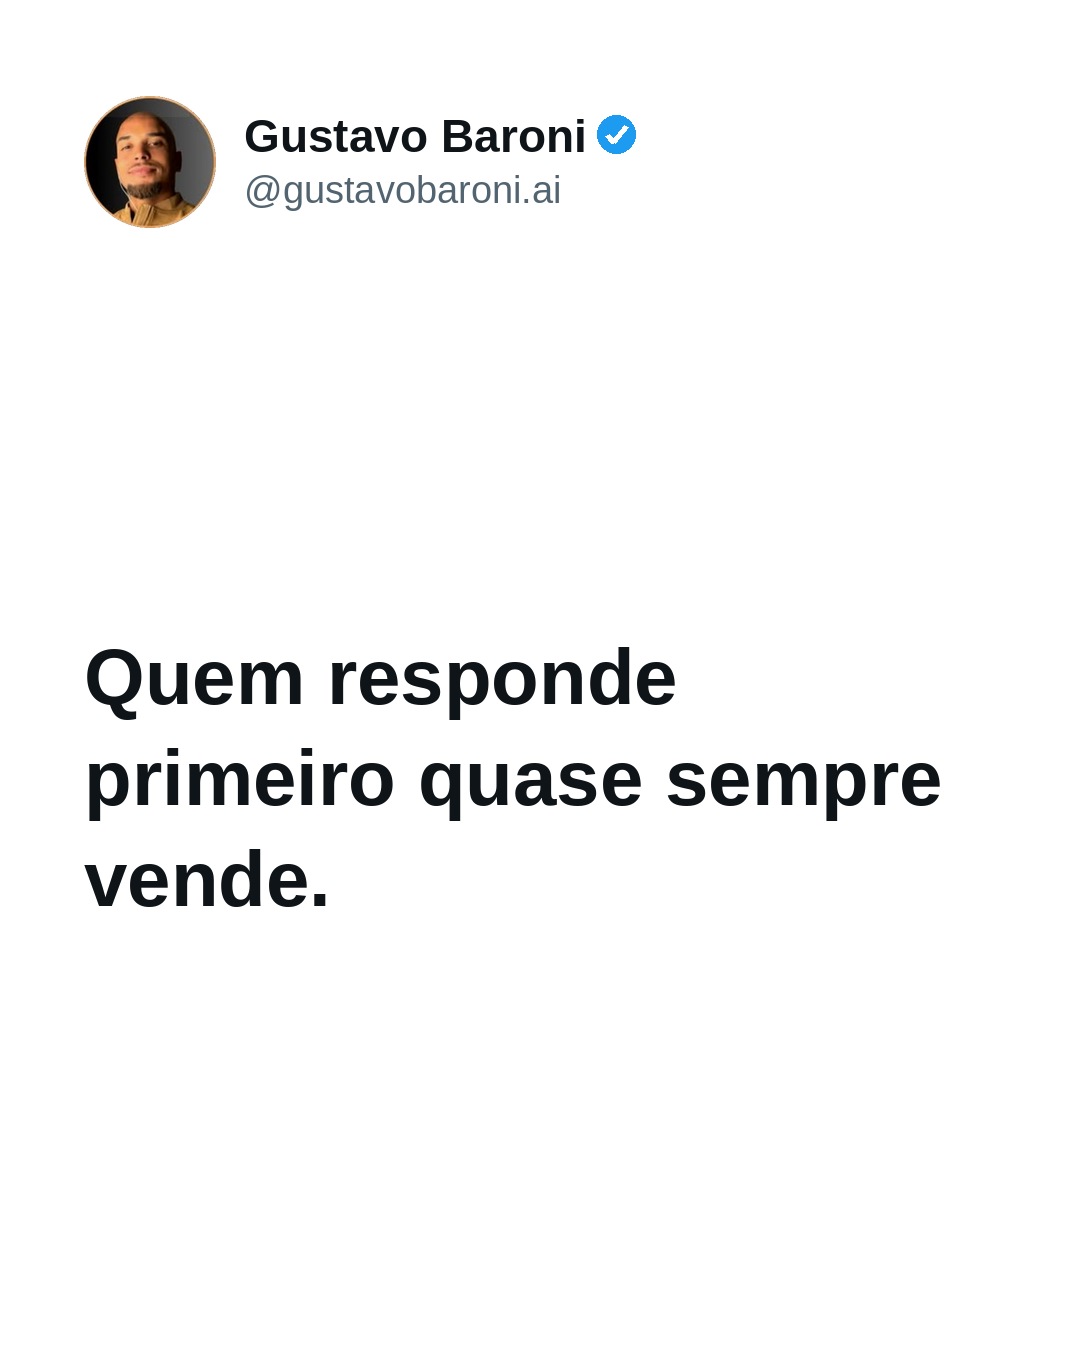 Gustavo Baroni
@gustavobaroni.ai
Quem responde
primeiro quase sempre
vende.